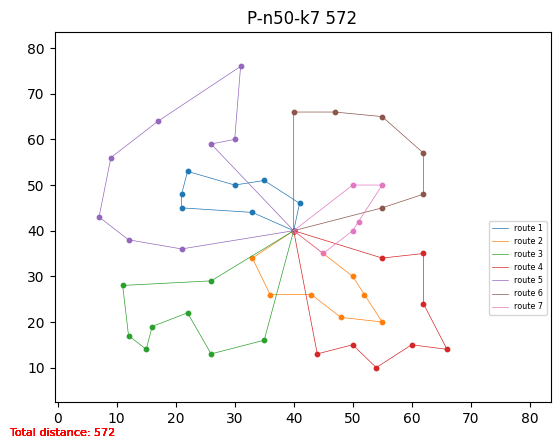 P-n50-k7 572
80
70
60
50
40
30
20
10
0 10 20 30 40 50 60 70 80
route 1
route 2
route 3
route 4
route 5
route 6
route 7
Total distance: 572